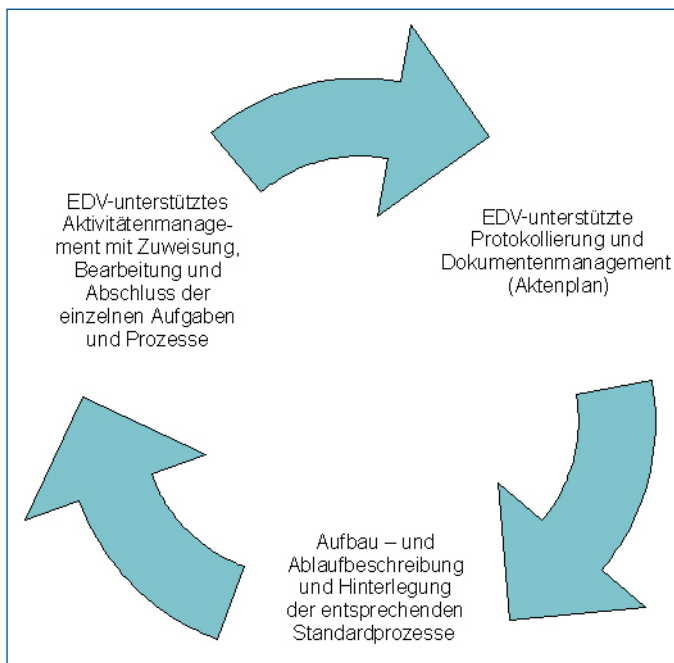 EDV-unterstütztes
Aktivitätenmanage-
ment mit Zuweisung,
Bearbeitung und
Abschluss der
einzelnen Aufgaben
und Prozesse
EDV-unterstützte
Protokollierung und
Dokumentenmanagement
(Aktenplan)
Aufbau – und
Ablaufbeschreibung
und Hinterlegung
der entsprechenden
Standardprozesse